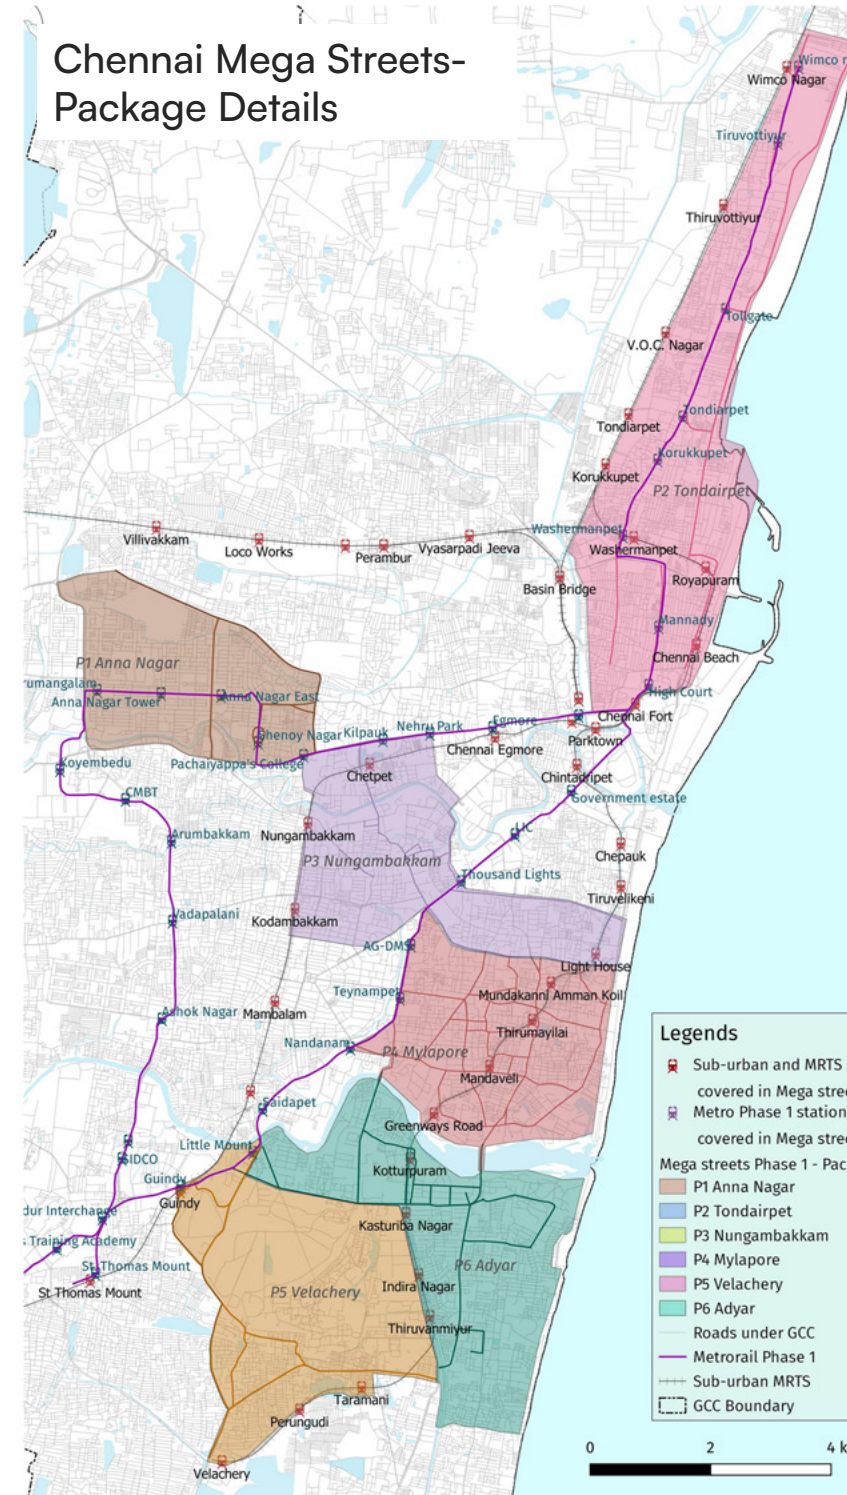 Chennai Mega Streets-
Package Details
Wimco
Wimco Nagar
Tiruvottiyur
Thiruvottiyur
Tollgate
V.O.C. Nagar
Tondiarpet
Tondiarpet
Korukkupet
Korukkupet
P2 Tondairpet
Washermanpet
Washermanpet
Villivakkam
Loco Works
Perambur
Vyasarpadi Jeeva
Basin Bridge
Royapuram
Mannady
Chennai Beach
P1 Anna Nagar
rumangalam
Anna Nagar Tower
Anna Nagar East
High Court
Chennai Fort
Shenoy Nagar
Kilpauk
Nehru Park
Egmore
Chennai Egmore
Parktown
Koyembedu
Pachaiyappa's College
Chetpet
Chintadripet
CMBT
Government estate
Arumbakkam
Nungambakkam
LIC
P3 Nungambakkam
Chepauk
Thousand Lights
Tiruvelikeni
Vadapalani
Kodambakkam
AG-DMS
Light House
Teynampet
Mundakanni Amman Koil
Ashok Nagar
Mambalam
Thirumayilai
Nandanam
P4 Mylapore
Mandaveli
Saidapet
Greenways Road
Little Mount
SIDCO
Kotturpuram
Guindy
Guindy
dur Interchange
Kasturiba Nagar
s Training Academy
St. Thomas Mount
St Thomas Mount
P6 Adyar
P5 Velachery
Indira Nagar
Thiruvanmiyur
Taramani
Perungudi
Velachery
Legends
Sub-urban and MRTS
covered in Mega stree
Metro Phase 1 station
covered in Mega stree
Mega streets Phase 1 - Pac
P1 Anna Nagar
P2 Tondairpet
P3 Nungambakkam
P4 Mylapore
P5 Velachery
P6 Adyar
Roads under GCC
Metrorail Phase 1
Sub-urban MRTS
GCC Boundary
0 2 4 k